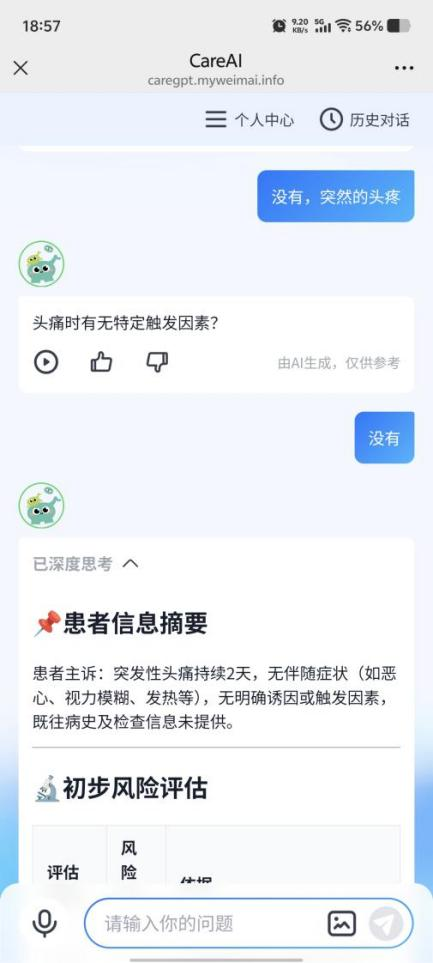 18:57
9.20 KB/s 5G 56%
CareAI
caregpt.myweimai.info
个人中心 历史对话
没有，突然的头疼
头痛时有无特定触发因素？
由AI生成，仅供参考
没有
已深度思考
📌患者信息摘要
患者主诉：突发性头痛持续2天，无伴随症状（如恶
心、视力模糊、发热等），无明确诱因或触发因素，
既往病史及检查信息未提供。
🔬初步风险评估
风
评估 险 依据
请输入你的问题